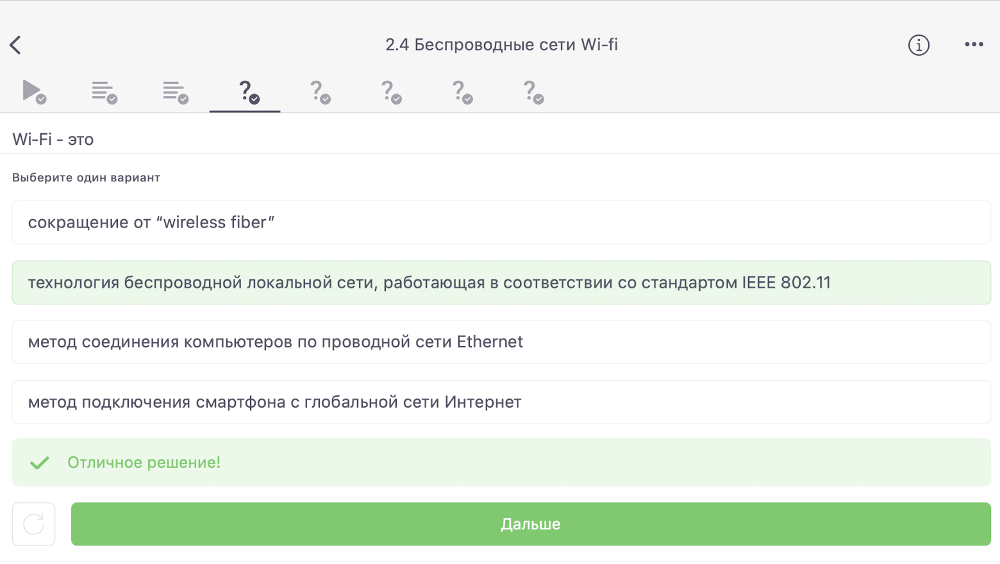 2.4 Беспроводные сети Wi-fi
Wi-Fi - это
Выберите один вариант
сокращение от “wireless fiber”
технология беспроводной локальной сети, работающая в соответствии со стандартом IEEE 802.11
метод соединения компьютеров по проводной сети Ethernet
метод подключения смартфона с глобальной сети Интернет
Отличное решение!
Дальше